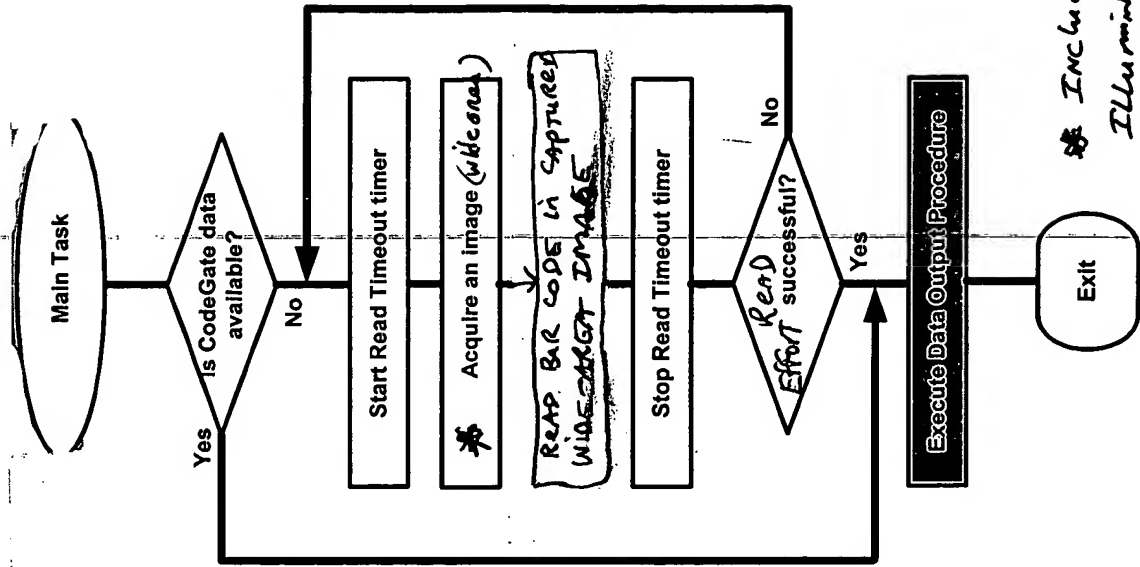 Main Task
Is CodeGate data
available?
Yes
No
Start Read Timeout timer
* Acquire an image (wide area)
READ BAR CODE in CAPTURED
WIDE-AREA IMAGE
Stop Read Timeout timer
READ
EFFORT
successful?
No
Yes
Execute Data Output Procedure
Exit
* Inclu
Illumin